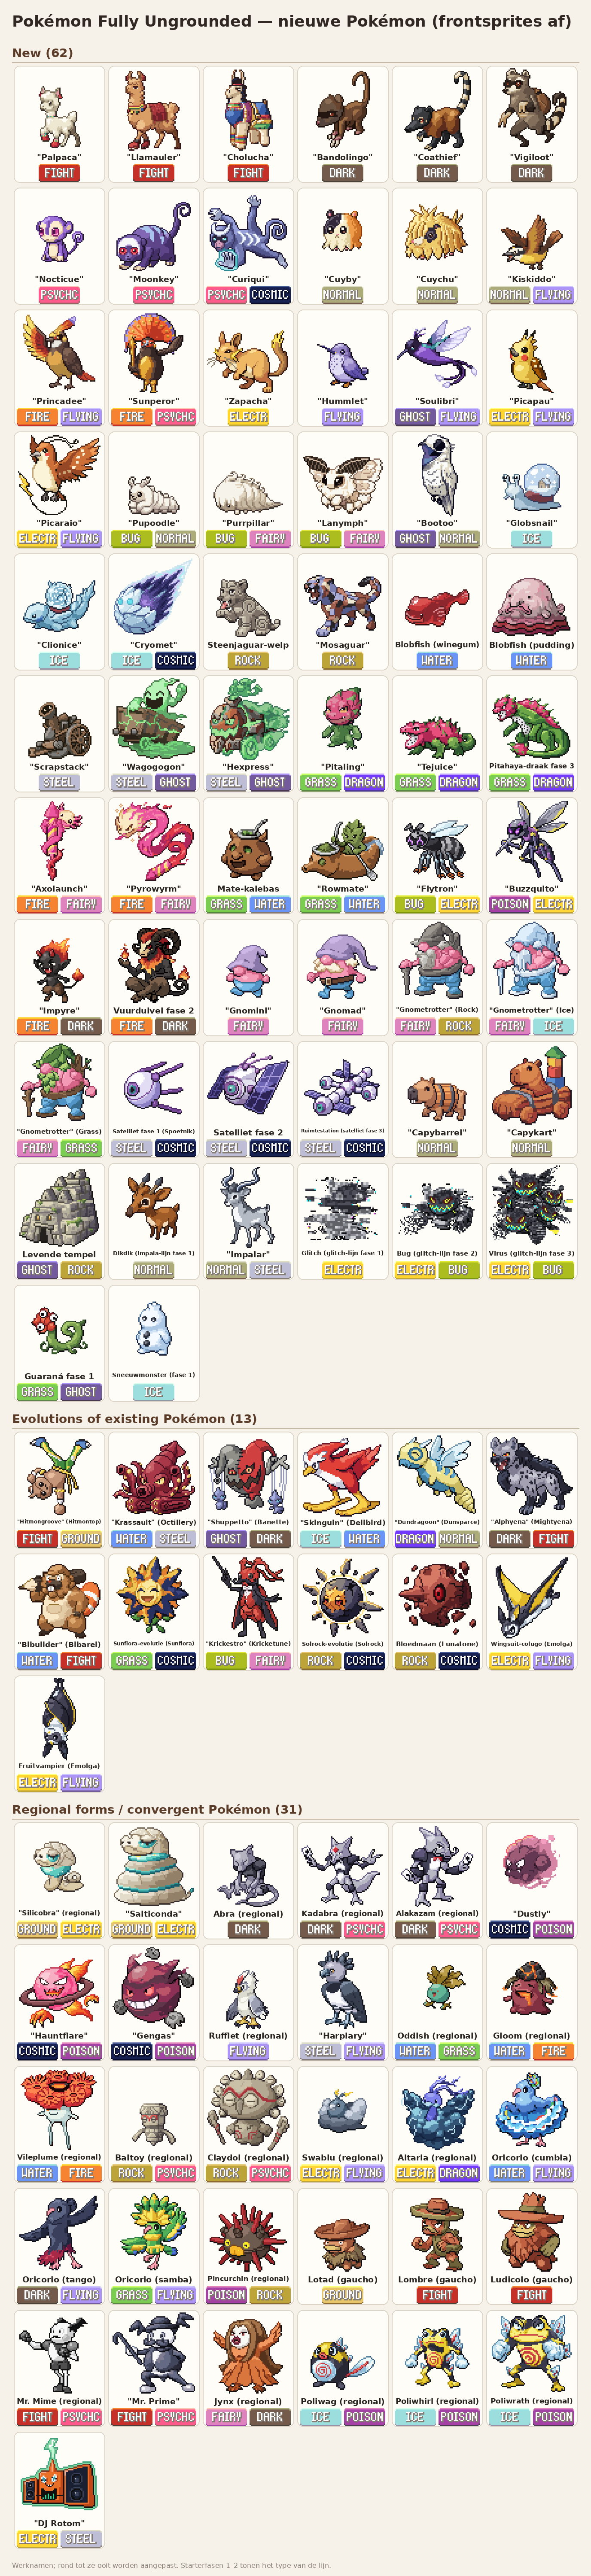 Pokémon Fully Ungrounded — nieuwe Pokémon (frontsprites af)
New (62)
"Palpaca" "Llamauler" "Cholucha" "Bandolingo" "Coathief" "Vigiloot"
FIGHT FIGHT FIGHT DARK DARK DARK
"Nocticue" "Moonkey" "Curiqui" "Cuyby" "Cuychu" "Kiskiddo"
PSYCHC PSYCHC PSYCHC COSMIC NORMAL NORMAL NORMAL FLYING
"Princadee" "Sunperor" "Zapacha" "Hummlet" "Soulibri" "Picapau"
FIRE FLYING FIRE PSYCHC ELECTR FLYING GHOST FLYING ELECTR FLYING
"Picaraio" "Pupoodle" "Purrpillar" "Lanymph" "Bootoo" "Globsnail"
ELECTR FLYING BUG NORMAL BUG FAIRY BUG FAIRY GHOST NORMAL ICE
"Clionice" "Cryomet" Steenjaguar-welp "Mosaguar" Blobfish (winegum) Blobfish (pudding)
ICE ICE COSMIC ROCK ROCK WATER WATER
"Scrapstack" "Wagogogon" "Hexpress" "Pitaling" "Tejuice" Pitahaya-draak fase 3
STEEL STEEL GHOST STEEL GHOST GRASS DRAGON GRASS DRAGON GRASS DRAGON
"Axolaunch" "Pyrowyrm" Mate-kalebas "Rowmate" "Flytron" "Buzzquito"
FIRE FAIRY FIRE FAIRY GRASS WATER GRASS WATER BUG ELECTR POISON ELECTR
"Impyre" Vuurduivel fase 2 "Gnomini" "Gnomad" "Gnometrotter" (Rock) "Gnometrotter" (Ice)
FIRE DARK FIRE DARK FAIRY FAIRY FAIRY ROCK FAIRY ICE
"Gnometrotter" (Grass) Satelliet fase 1 (Spoetnik) Satelliet fase 2 Ruimtestation (satelliet fase 3) "Capybarrel" "Capykart"
FAIRY GRASS STEEL COSMIC STEEL COSMIC STEEL COSMIC NORMAL NORMAL
Levende tempel Dikdik (impala-lijn fase 1) "Impalar" Glitch (glitch-lijn fase 1) Bug (glitch-lijn fase 2) Virus (glitch-lijn fase 3)
GHOST ROCK NORMAL NORMAL STEEL ELECTR ELECTR BUG ELECTR BUG
Guaraná fase 1 Sneeuwmonster (fase 1)
GRASS GHOST ICE
Evolutions of existing Pokémon (13)
"Hitmongroove" (Hitmontop) "Krassault" (Octillery) "Shuppetto" (Banette) "Skinguin" (Delibird) "Dundragoon" (Dunsparce) "Alphyena" (Mightyena)
FIGHT GROUND WATER STEEL GHOST DARK ICE WATER DRAGON NORMAL DARK FIGHT
"Bibuilder" (Bibarel) Sunflora-evolutie (Sunflora) "Krickestro" (Kricketune) Solrock-evolutie (Solrock) Bloedmaan (Lunatone) Wingsuit-colugo (Emolga)
WATER FIGHT GRASS COSMIC BUG FAIRY ROCK COSMIC ROCK COSMIC ELECTR FLYING
Fruitvampier (Emolga)
ELECTR FLYING
Regional forms / convergent Pokémon (31)
"Silicobra" (regional) "Salticonda" Abra (regional) Kadabra (regional) Alakazam (regional) "Dustly"
GROUND ELECTR GROUND ELECTR DARK DARK PSYCHC DARK PSYCHC COSMIC POISON
"Hauntflare" "Gengas" Rufflet (regional) "Harpiary" Oddish (regional) Gloom (regional)
COSMIC POISON COSMIC POISON FLYING STEEL FLYING WATER GRASS WATER FIRE
Vileplume (regional) Baltoy (regional) Claydol (regional) Swablu (regional) Altaria (regional) Oricorio (cumbia)
WATER FIRE ROCK PSYCHC ROCK PSYCHC ELECTR FLYING ELECTR DRAGON WATER FLYING
Oricorio (tango) Oricorio (samba) Pincurchin (regional) Lotad (gaucho) Lombre (gaucho) Ludicolo (gaucho)
DARK FLYING GRASS FLYING POISON ROCK GROUND FIGHT FIGHT
Mr. Mime (regional) "Mr. Prime" Jynx (regional) Poliwag (regional) Poliwhirl (regional) Poliwrath (regional)
FIGHT PSYCHC FIGHT PSYCHC FAIRY DARK ICE POISON ICE POISON ICE POISON
"DJ Rotom"
ELECTR STEEL
Werknamen; rond tot ze ooit worden aangepast. Starterfasen 1–2 tonen het type van de lijn.